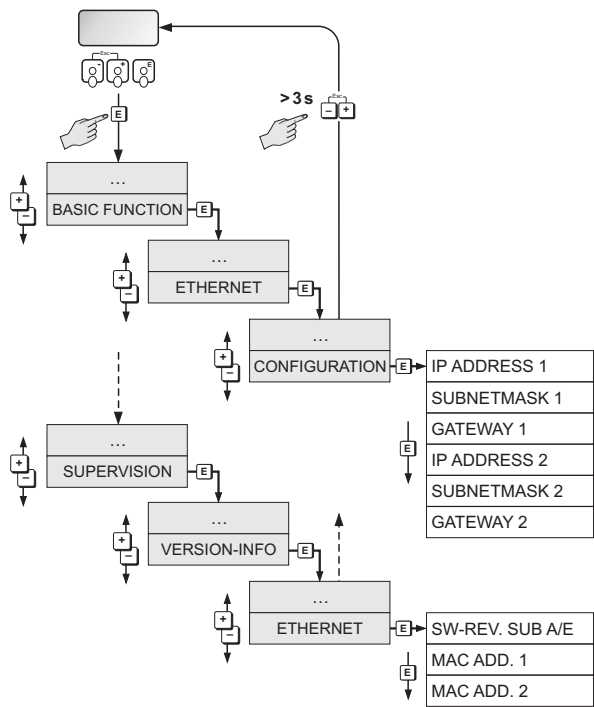 Esc
- + E
E
>3s
Esc
- +
…
BASIC FUNCTION
E
+
-
…
ETHERNET
E
+
-
…
CONFIGURATION
E
+
-
IP ADDRESS 1
SUBNETMASK 1
GATEWAY 1
IP ADDRESS 2
SUBNETMASK 2
GATEWAY 2
E
…
SUPERVISION
E
+
-
…
VERSION-INFO
E
+
-
…
ETHERNET
E
+
-
SW-REV. SUB A/E
MAC ADD. 1
MAC ADD. 2
E